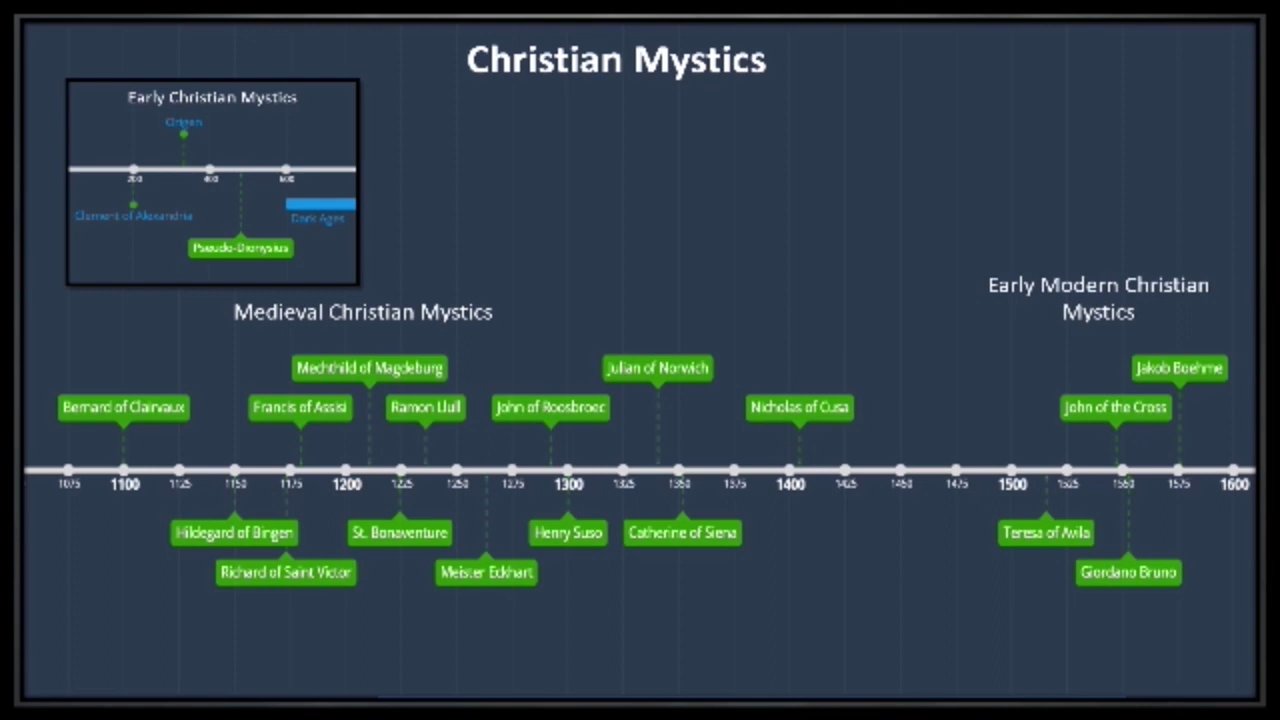 Christian Mystics
Early Christian Mystics
Origen
200 400 600
Clement of Alexandria
Dark Ages
Pseudo-Dionysius
Medieval Christian Mystics
Early Modern Christian
Mystics
Mechthild of Magdeburg
Julian of Norwich
Jakob Boehme
Bernard of Clairvaux
Francis of Assisi
Ramon Llull
John of Roosbroec
Nicholas of Cusa
John of the Cross
1075 1100 1125 1150 1175 1200 1225 1250 1275 1300 1325 1350 1375 1400 1425 1450 1475 1500 1525 1550 1575 1600
Hildegard of Bingen
St. Bonaventure
Henry Suso
Catherine of Siena
Teresa of Avila
Richard of Saint Victor
Meister Eckhart
Giordano Bruno